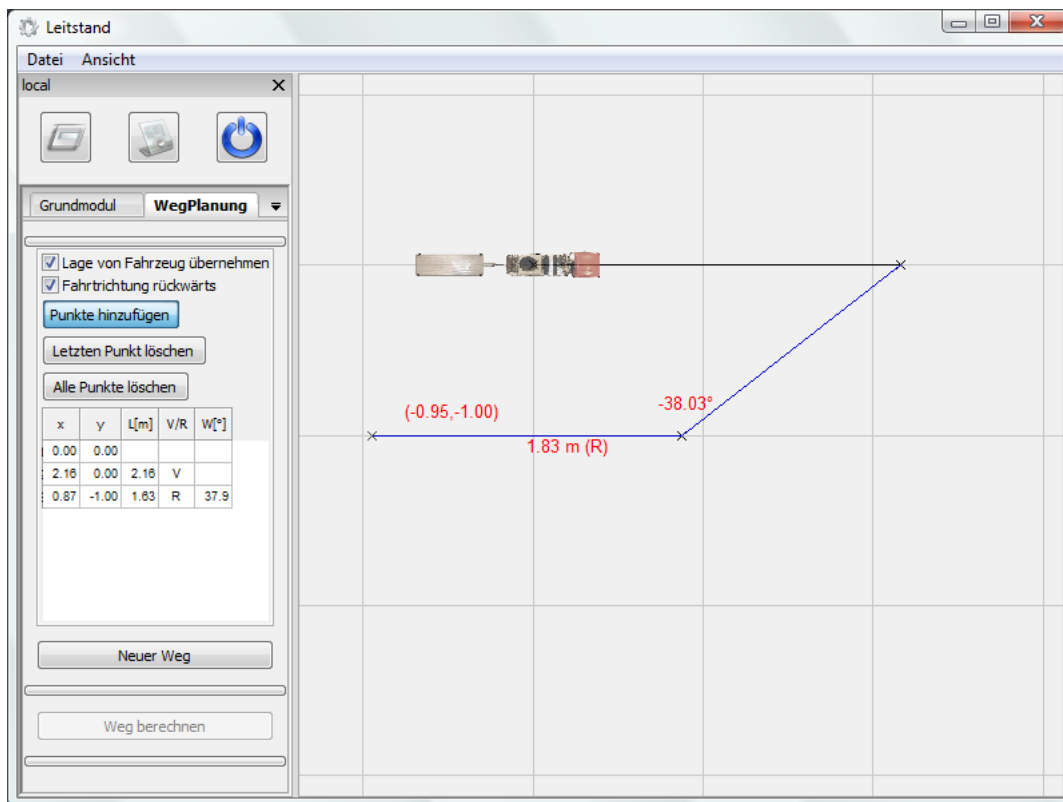 Leitstand
Datei Ansicht
local
Grundmodul WegPlanung
Lage von Fahrzeug übernehmen
Fahrtrichtung rückwärts
Punkte hinzufügen
Letzten Punkt löschen
Alle Punkte löschen
x y L[m] V/R W[°]
0.00 0.00
2.16 0.00 2.16 V
0.87 -1.00 1.63 R 37.9
Neuer Weg
Weg berechnen
-38.03°
(-0.95,-1.00)
1.83 m (R)